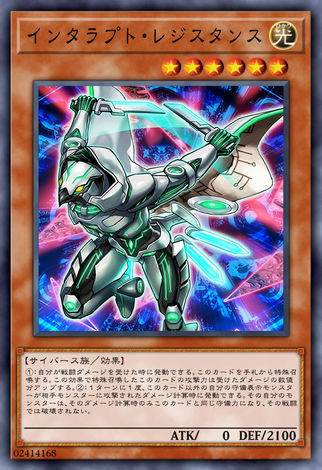 インタラプト・レジスタンス
光
【サイバース族／効果】
①：自分が戦闘ダメージを受けた時に発動できる。このカードを手札から特殊召
喚する。この効果で特殊召喚したこのカードの攻撃力は受けたダメージの数値
分アップする。②：１ターンに１度、このカード以外の自分の守備表示モンスター
が相手モンスターに攻撃されたダメージ計算時に発動できる。その自分のモ
ンスターは、そのダメージ計算時のみこのカードと同じ守備力になり、その戦闘
では破壊されない。
ATK/ 0 DEF/2100
02414168